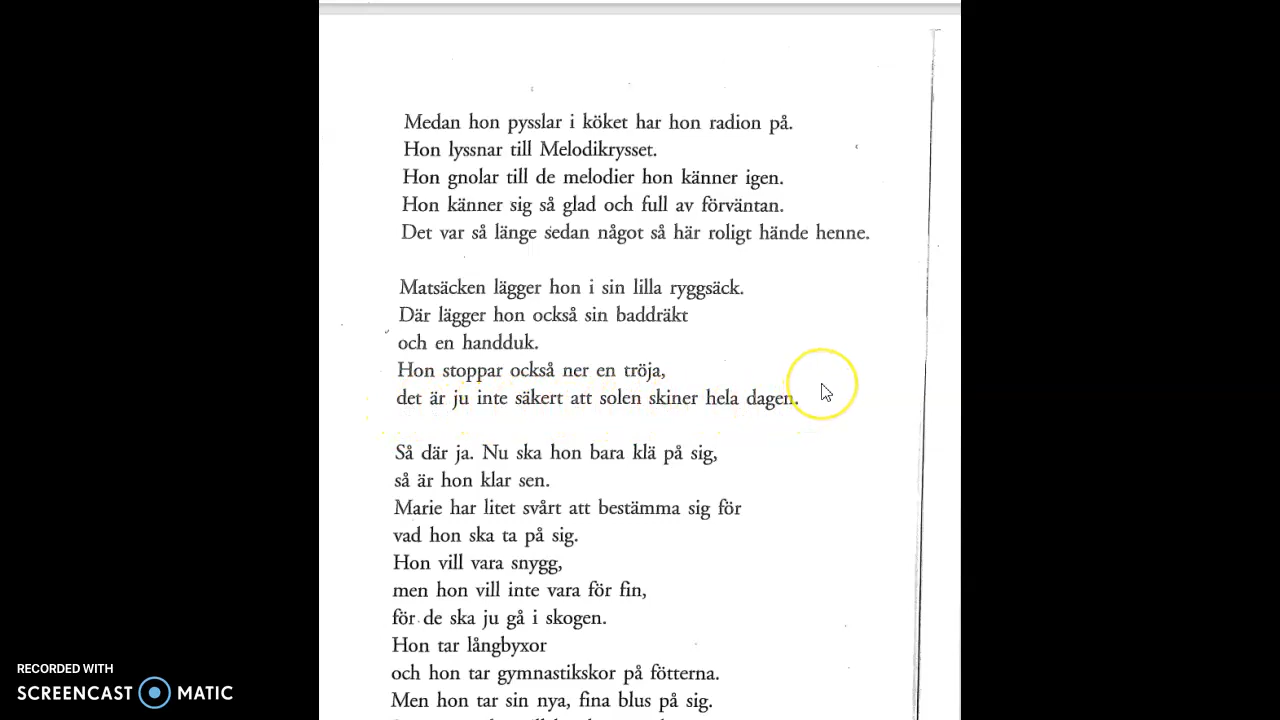 Medan hon pysslar i köket har hon radion på.
Hon lyssnar till Melodikrysset.
Hon gnolar till de melodier hon känner igen.
Hon känner sig så glad och full av förväntan.
Det var så länge sedan något så här roligt hände henne.
Matsäcken lägger hon i sin lilla ryggsäck.
Där lägger hon också sin baddräkt
och en handduk.
Hon stoppar också ner en tröja,
det är ju inte säkert att solen skiner hela dagen.
Så där ja. Nu ska hon bara klä på sig,
så är hon klar sen.
Marie har litet svårt att bestämma sig för
vad hon ska ta på sig.
Hon vill vara snygg,
men hon vill inte vara för fin,
för de ska ju gå i skogen.
Hon tar långbyxor
och hon tar gymnastikskor på fötterna.
Men hon tar sin nya, fina blus på sig.
RECORDED WITH
SCREENCAST MATIC